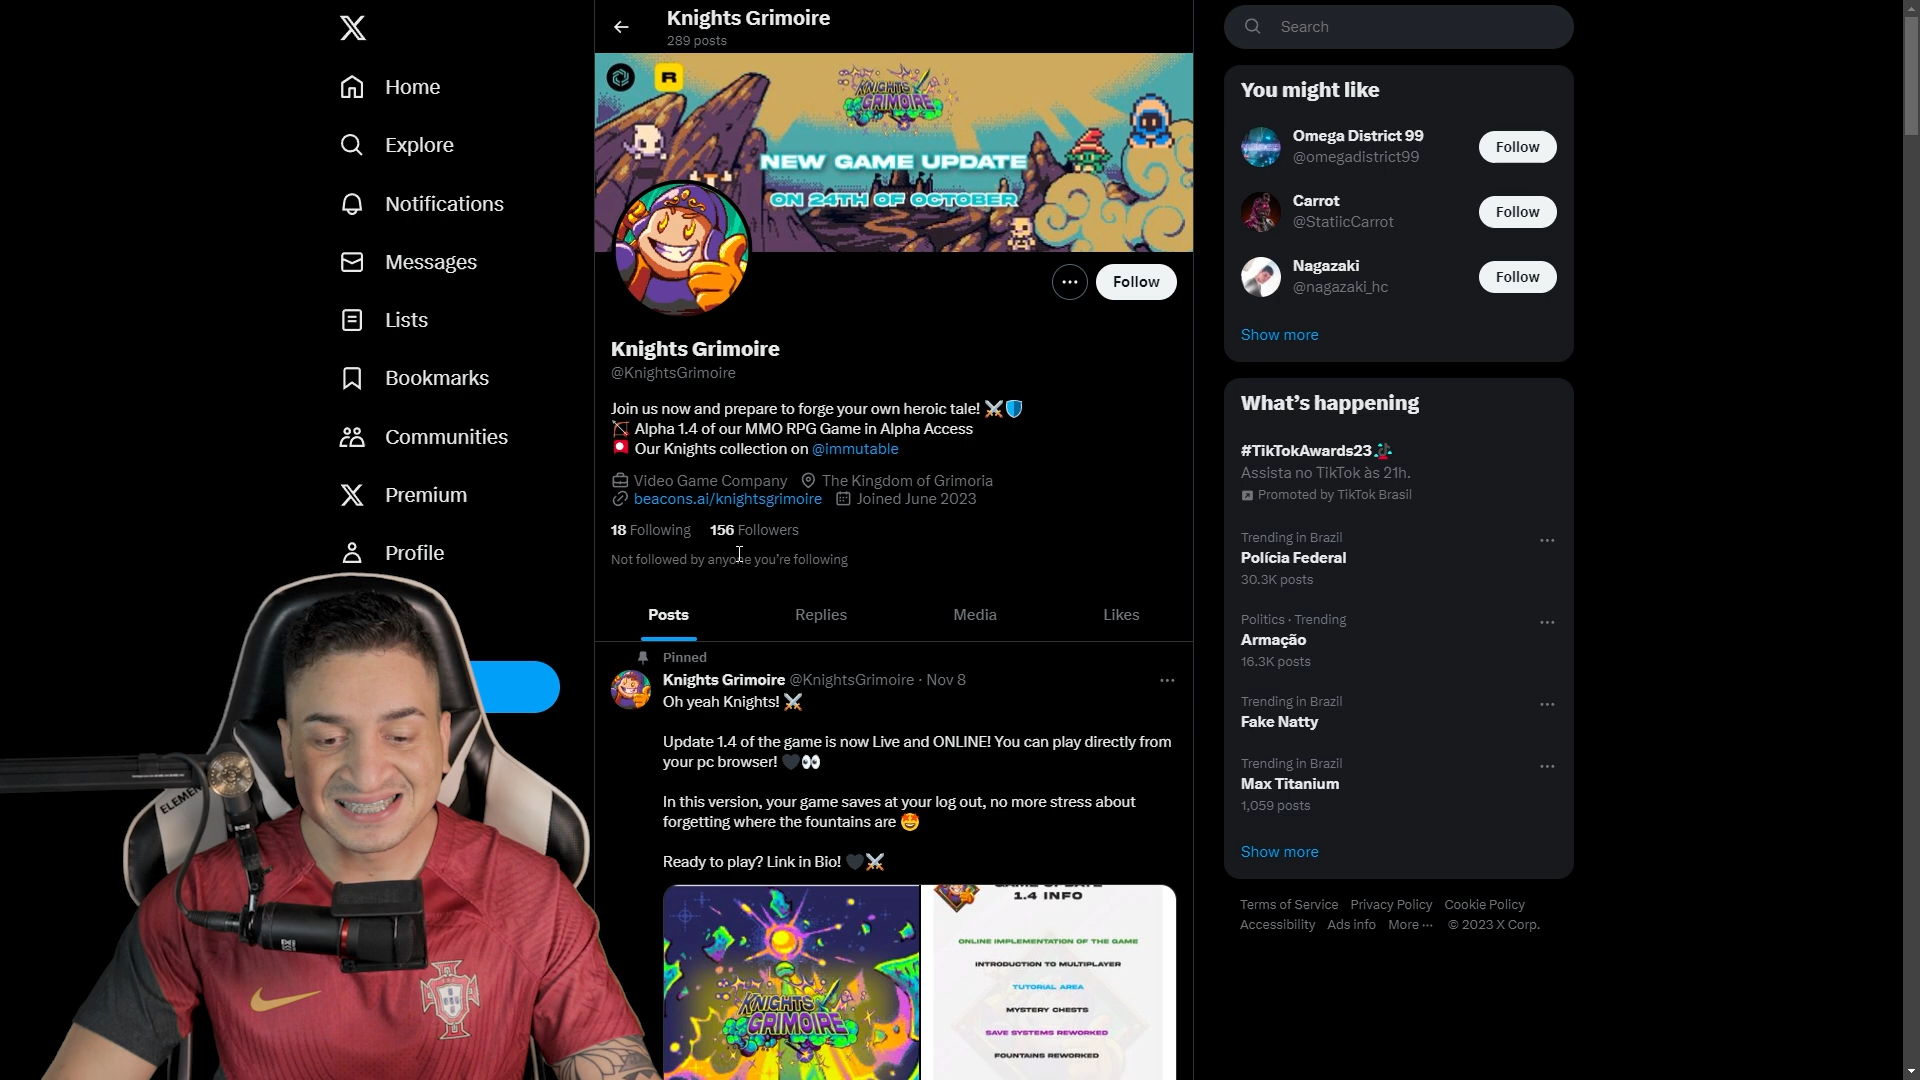 Home
Explore
Notifications
Messages
Lists
Bookmarks
Communities
Premium
Profile
ELEMEN
Knights Grimoire
289 posts
R
KNIGHTS
GRIMOIRE
NEW GAME UPDATE
ON 24TH OF OCTOBER
Follow
Knights Grimoire
@KnightsGrimoire
Join us now and prepare to forge your own heroic tale! ⚔️🛡️
🏹 Alpha 1.4 of our MMO RPG Game in Alpha Access
🎴 Our Knights collection on @immutable
Video Game Company The Kingdom of Grimoria
beacons.ai/knightsgrimoire Joined June 2023
18 Following 156 Followers
Not followed by anyone you're following
Posts Replies Media Likes
Pinned
Knights Grimoire @KnightsGrimoire · Nov 8
Oh yeah Knights! ⚔️
Update 1.4 of the game is now Live and ONLINE! You can play directly from
your pc browser! 🖤👀
In this version, your game saves at your log out, no more stress about
forgetting where the fountains are 🤩
Ready to play? Link in Bio! 🖤⚔️
KNIGHTS
GRIMOIRE
GAME UPDATE
1.4 INFO
ONLINE IMPLEMENTATION OF THE GAME
INTRODUCTION TO MULTIPLAYER
TUTORIAL AREA
MYSTERY CHESTS
SAVE SYSTEMS REWORKED
FOUNTAINS REWORKED
Search
You might like
Omega District 99
@omegadistrict99
Follow
Carrot
@StatiicCarrot
Follow
Nagazaki
@nagazaki_hc
Follow
Show more
What's happening
#TikTokAwards23
Assista no TikTok às 21h.
Promoted by TikTok Brasil
Trending in Brazil
Polícia Federal
30.3K posts
Politics · Trending
Armação
16.3K posts
Trending in Brazil
Fake Natty
Trending in Brazil
Max Titanium
1,059 posts
Show more
Terms of Service Privacy Policy Cookie Policy
Accessibility Ads info More ··· © 2023 X Corp.